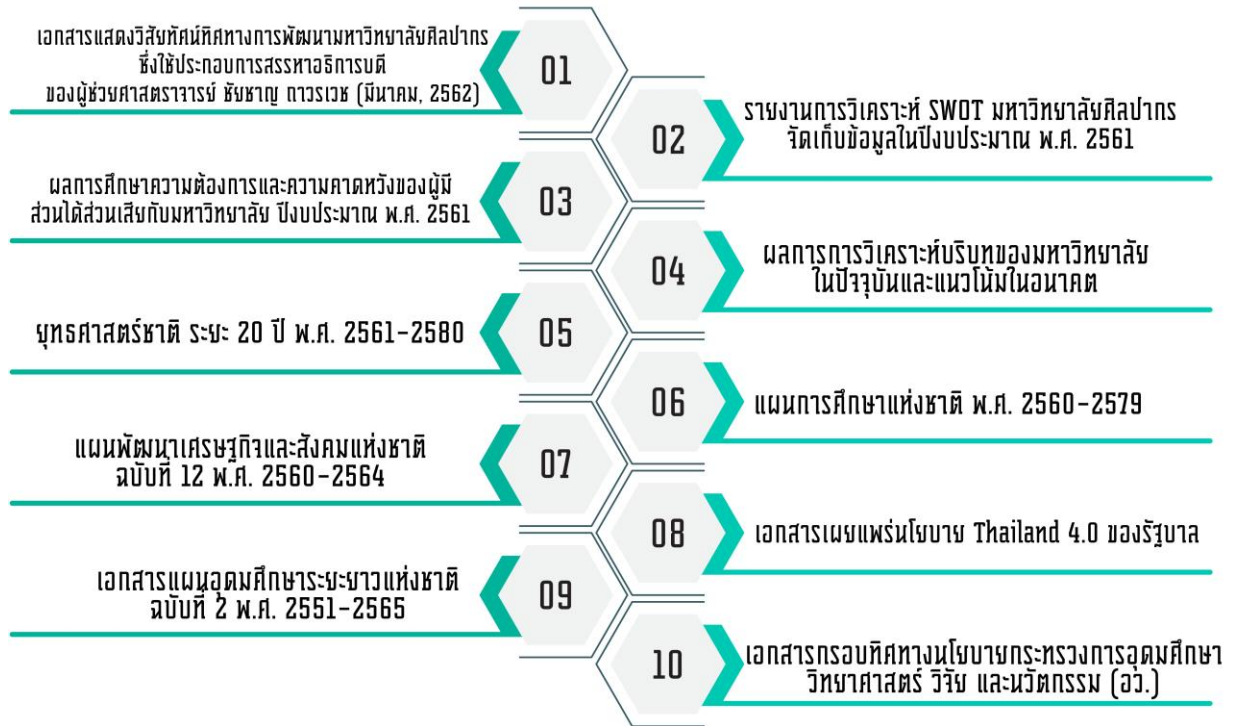 เอกสารแสดงวิสัยทัศน์ทิศทางการพัฒนามหาวิทยาลัยศิลปากร
ซึ่งใช้ประกอบการสรรหาอธิการบดี
ของผู้ช่วยศาสตราจารย์ ชัยชาญ ถาวรเวช (มีนาคม, 2562)
01
รายงานการวิเคราะห์ SWOT มหาวิทยาลัยศิลปากร
จัดเก็บข้อมูลในปีงบประมาณ พ.ศ. 2561
02
ผลการศึกษาความต้องการและความคาดหวังของผู้มี
ส่วนได้ส่วนเสียกับมหาวิทยาลัย ปีงบประมาณ พ.ศ. 2561
03
ผลการการวิเคราะห์บริบทของมหาวิทยาลัย
ในปัจจุบันและแนวโน้มในอนาคต
04
ยุทธศาสตร์ชาติ ระยะ 20 ปี พ.ศ. 2561-2580
05
แผนการศึกษาแห่งชาติ พ.ศ. 2560-2579
06
แผนพัฒนาเศรษฐกิจและสังคมแห่งชาติ
ฉบับที่ 12 พ.ศ. 2560-2564
07
เอกสารเผยแพร่นโยบาย Thailand 4.0 ของรัฐบาล
08
เอกสารแผนอุดมศึกษาระยะยาวแห่งชาติ
ฉบับที่ 2 พ.ศ. 2551-2565
09
เอกสารกรอบทิศทางนโยบายกระทรวงการอุดมศึกษา
วิทยาศาสตร์ วิจัย และนวัตกรรม (อว.)
10